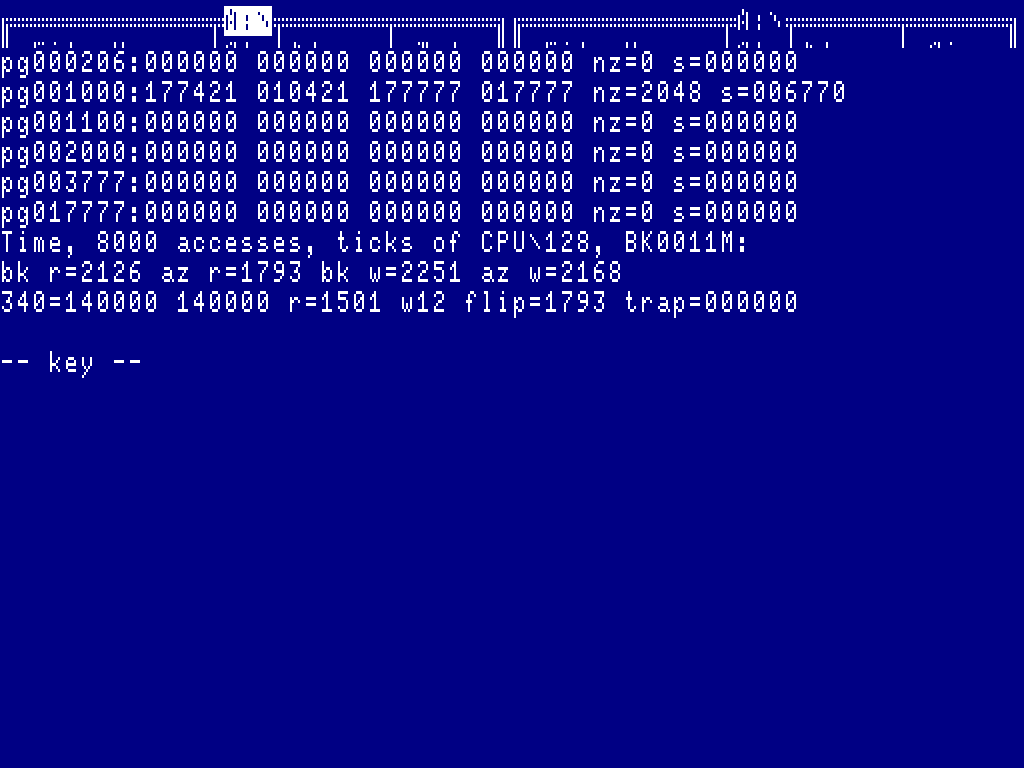 A:\ A:\
pg000206:000000 000000 000000 000000 nz=0 s=000000
pg001000:177421 010421 177777 017777 nz=2048 s=006770
pg001100:000000 000000 000000 000000 nz=0 s=000000
pg002000:000000 000000 000000 000000 nz=0 s=000000
pg003777:000000 000000 000000 000000 nz=0 s=000000
pg017777:000000 000000 000000 000000 nz=0 s=000000
Time, 8000 accesses, ticks of CPU\128, BK0011M:
bk r=2126 az r=1793 bk w=2251 az w=2168
340=140000 140000 r=1501 w12 flip=1793 trap=000000
-- key --